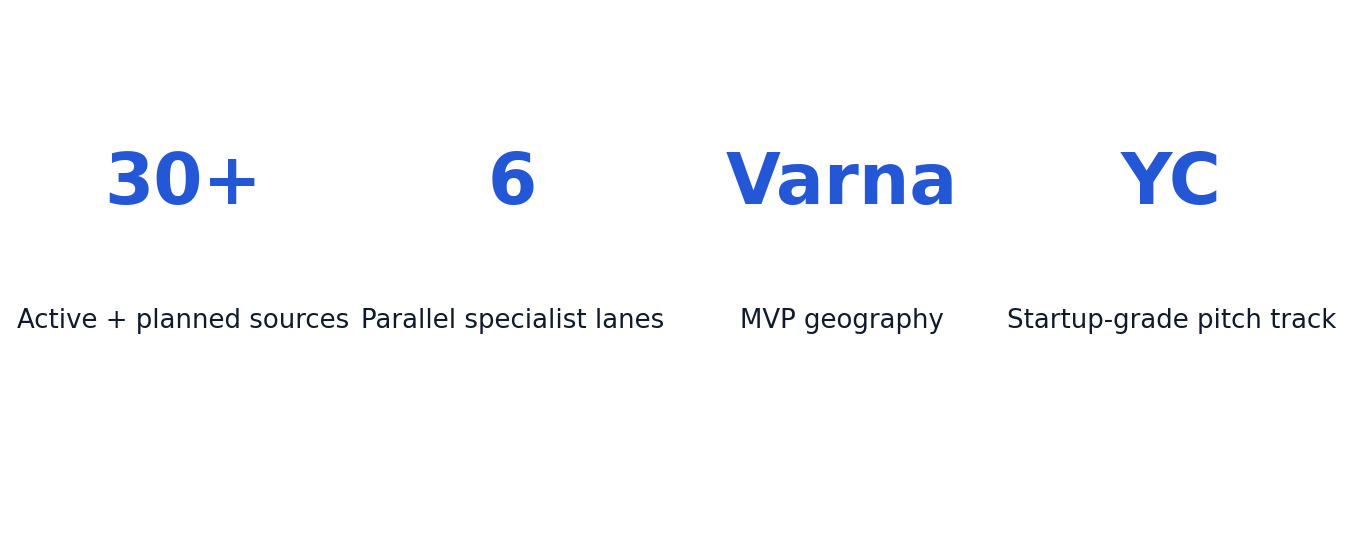 30+ 6 Varna YC
Active + planned sources Parallel specialist lanes MVP geography Startup-grade pitch track